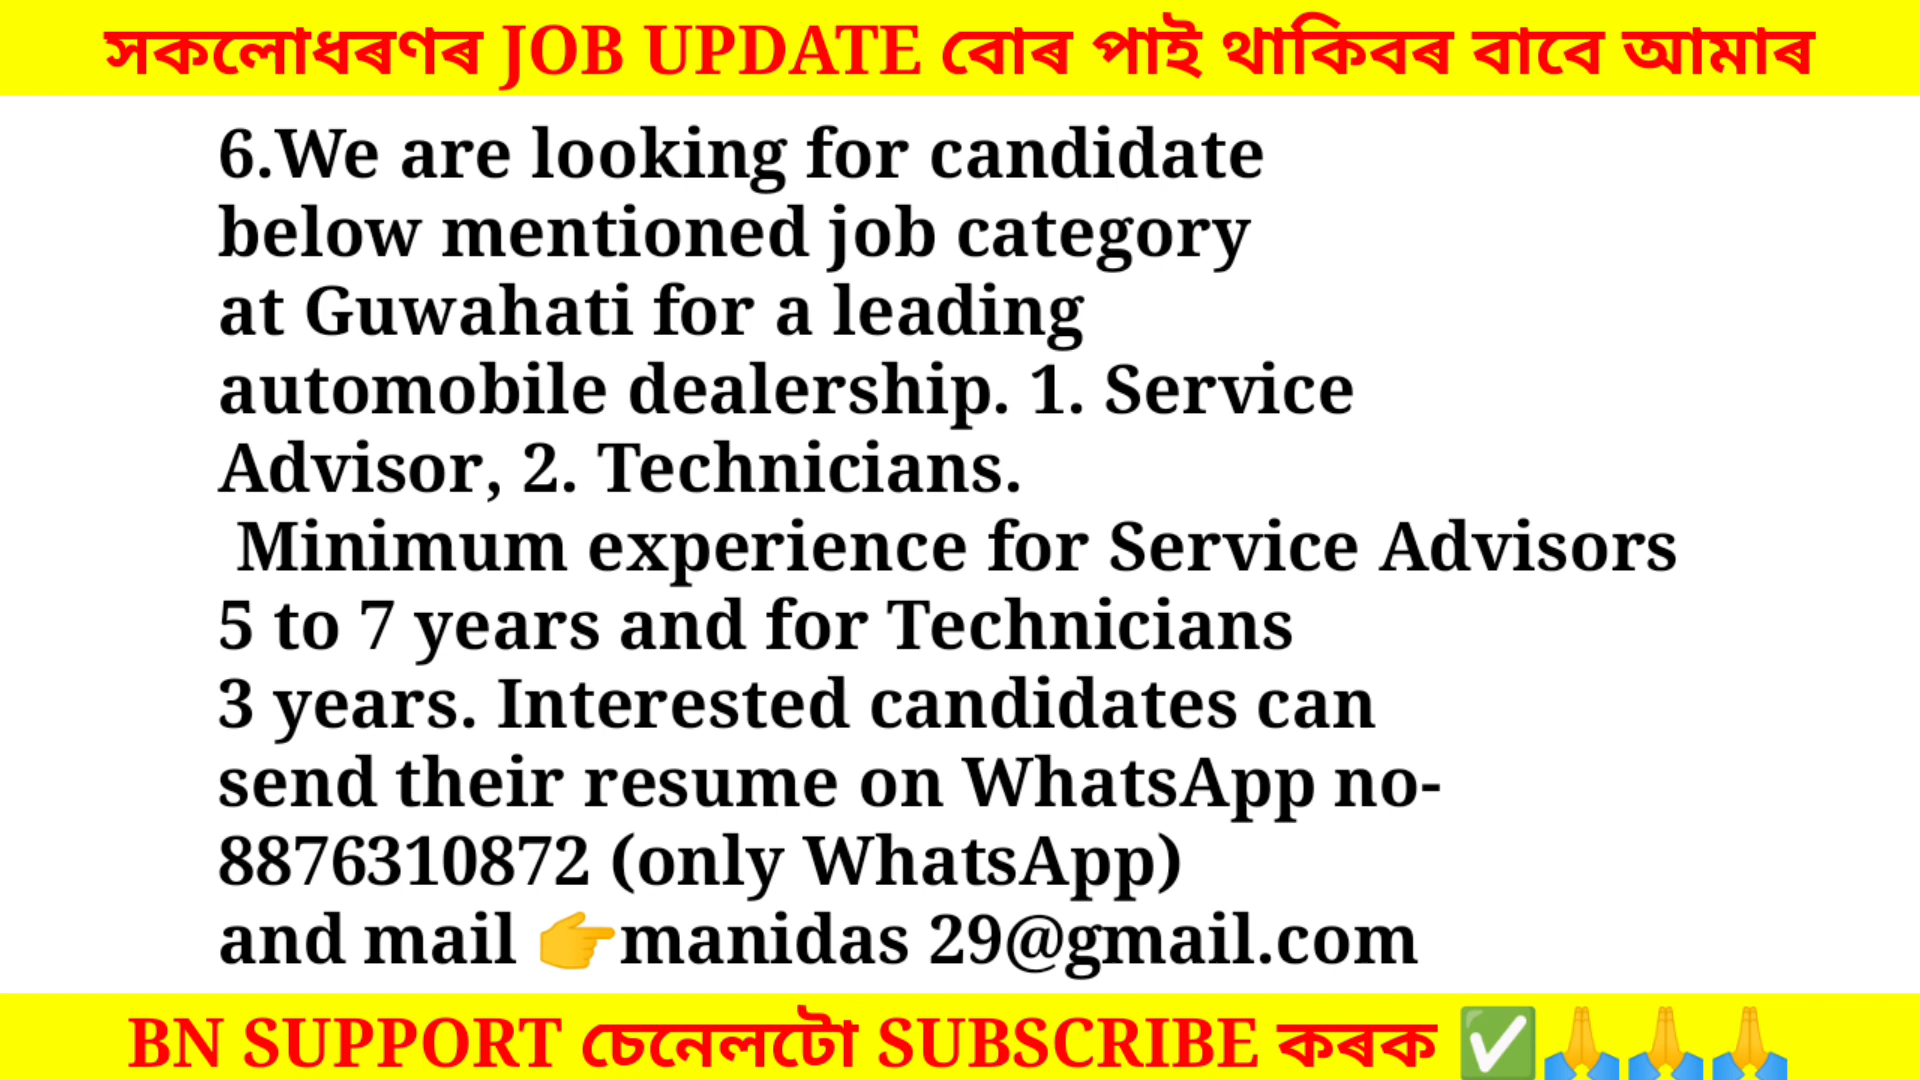 সকলোধৰণৰ JOB UPDATE বোৰ পাই থাকিবৰ বাবে আমাৰ
6.We are looking for candidate
below mentioned job category
at Guwahati for a leading
automobile dealership. 1. Service
Advisor, 2. Technicians.
Minimum experience for Service Advisors
5 to 7 years and for Technicians
3 years. Interested candidates can
send their resume on WhatsApp no-
8876310872 (only WhatsApp)
and mail 👉manidas 29@gmail.com
BN SUPPORT চেনেলটো SUBSCRIBE কৰক ✅🙏🙏🙏